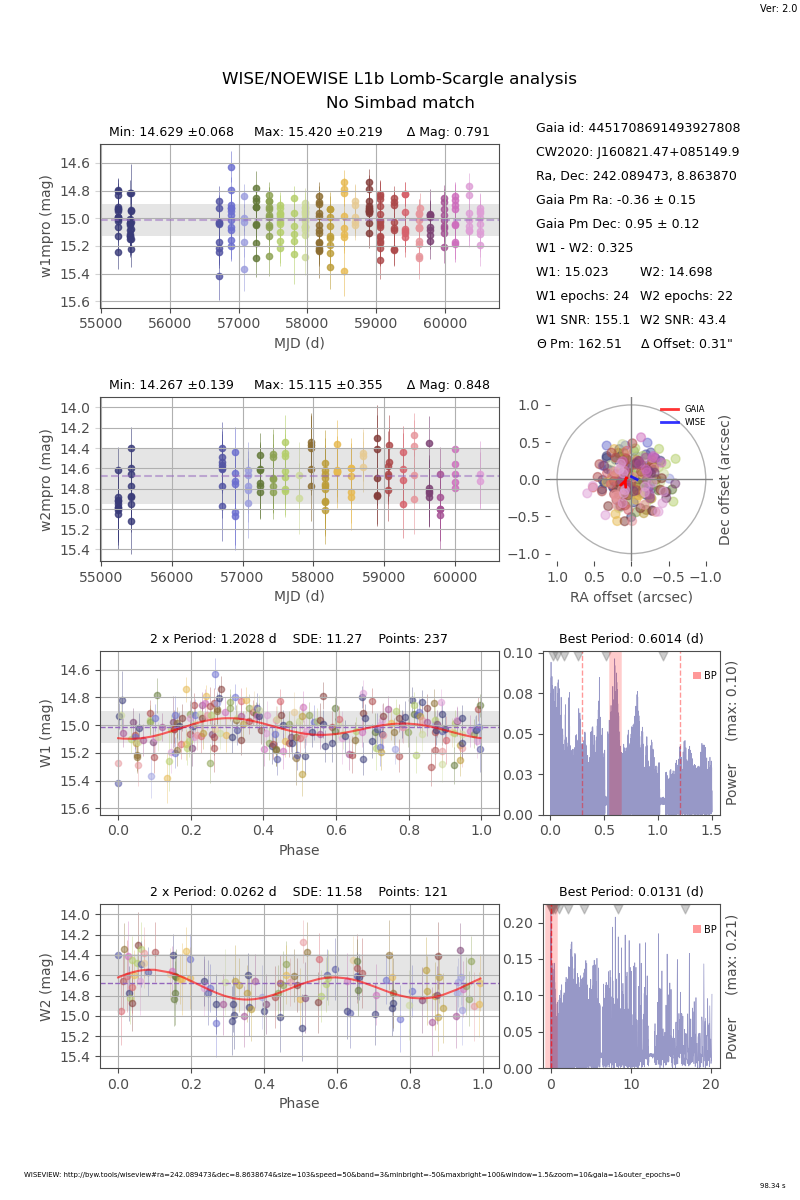 Ver: 2.0
WISE/NOEWISE L1b Lomb-Scargle analysis
No Simbad match
Min: 14.629 ±0.068 Max: 15.420 ±0.219 Δ Mag: 0.791
14.6
14.8
15.0
15.2
15.4
15.6
w1mpro (mag)
55000 56000 57000 58000 59000 60000
MJD (d)
Gaia id: 4451708691493927808
CW2020: J160821.47+085149.9
Ra, Dec: 242.089473, 8.863870
Gaia Pm Ra: -0.36 ± 0.15
Gaia Pm Dec: 0.95 ± 0.12
W1 - W2: 0.325
W1: 15.023 W2: 14.698
W1 epochs: 24 W2 epochs: 22
W1 SNR: 155.1 W2 SNR: 43.4
Θ Pm: 162.51 Δ Offset: 0.31"
Min: 14.267 ±0.139 Max: 15.115 ±0.355 Δ Mag: 0.848
14.0
14.2
14.4
14.6
14.8
15.0
15.2
15.4
w2mpro (mag)
55000 56000 57000 58000 59000 60000
MJD (d)
GAIA
WISE
1.0
0.5
0.0
−0.5
−1.0
Dec offset (arcsec)
1.0 0.5 0.0 −0.5 −1.0
RA offset (arcsec)
2 x Period: 1.2028 d SDE: 11.27 Points: 237
14.6
14.8
15.0
15.2
15.4
15.6
W1 (mag)
0.0 0.2 0.4 0.6 0.8 1.0
Phase
Best Period: 0.6014 (d)
BP
0.10
0.08
0.05
0.03
0.00
Power (max: 0.10)
0.0 0.5 1.0 1.5
2 x Period: 0.0262 d SDE: 11.58 Points: 121
14.0
14.2
14.4
14.6
14.8
15.0
15.2
15.4
W2 (mag)
0.0 0.2 0.4 0.6 0.8 1.0
Phase
Best Period: 0.0131 (d)
BP
0.20
0.15
0.10
0.05
0.00
Power (max: 0.21)
0 10 20
WISEVIEW: http://byw.tools/wiseview#ra=242.089473&dec=8.8638674&size=103&speed=50&band=3&minbright=-50&maxbright=100&window=1.5&zoom=10&gaia=1&outer_epochs=0
98.34 s